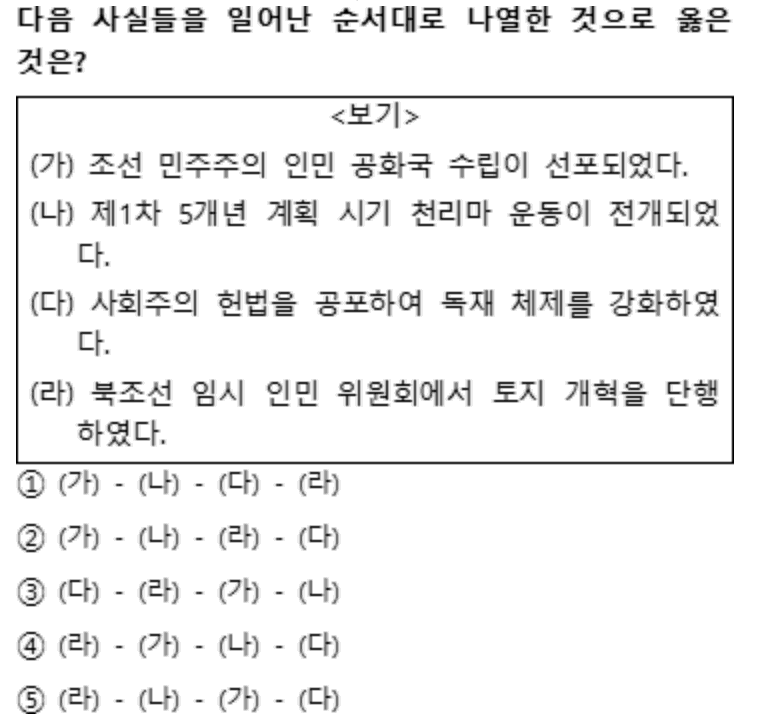 다음 사실들을 일어난 순서대로 나열한 것으로 옳은
것은?
<보기>
(가) 조선 민주주의 인민 공화국 수립이 선포되었다.
(나) 제1차 5개년 계획 시기 천리마 운동이 전개되었
다.
(다) 사회주의 헌법을 공포하여 독재 체제를 강화하였
다.
(라) 북조선 임시 인민 위원회에서 토지 개혁을 단행
하였다.
① (가) - (나) - (다) - (라)
② (가) - (나) - (라) - (다)
③ (다) - (라) - (가) - (나)
④ (라) - (가) - (나) - (다)
⑤ (라) - (나) - (가) - (다)